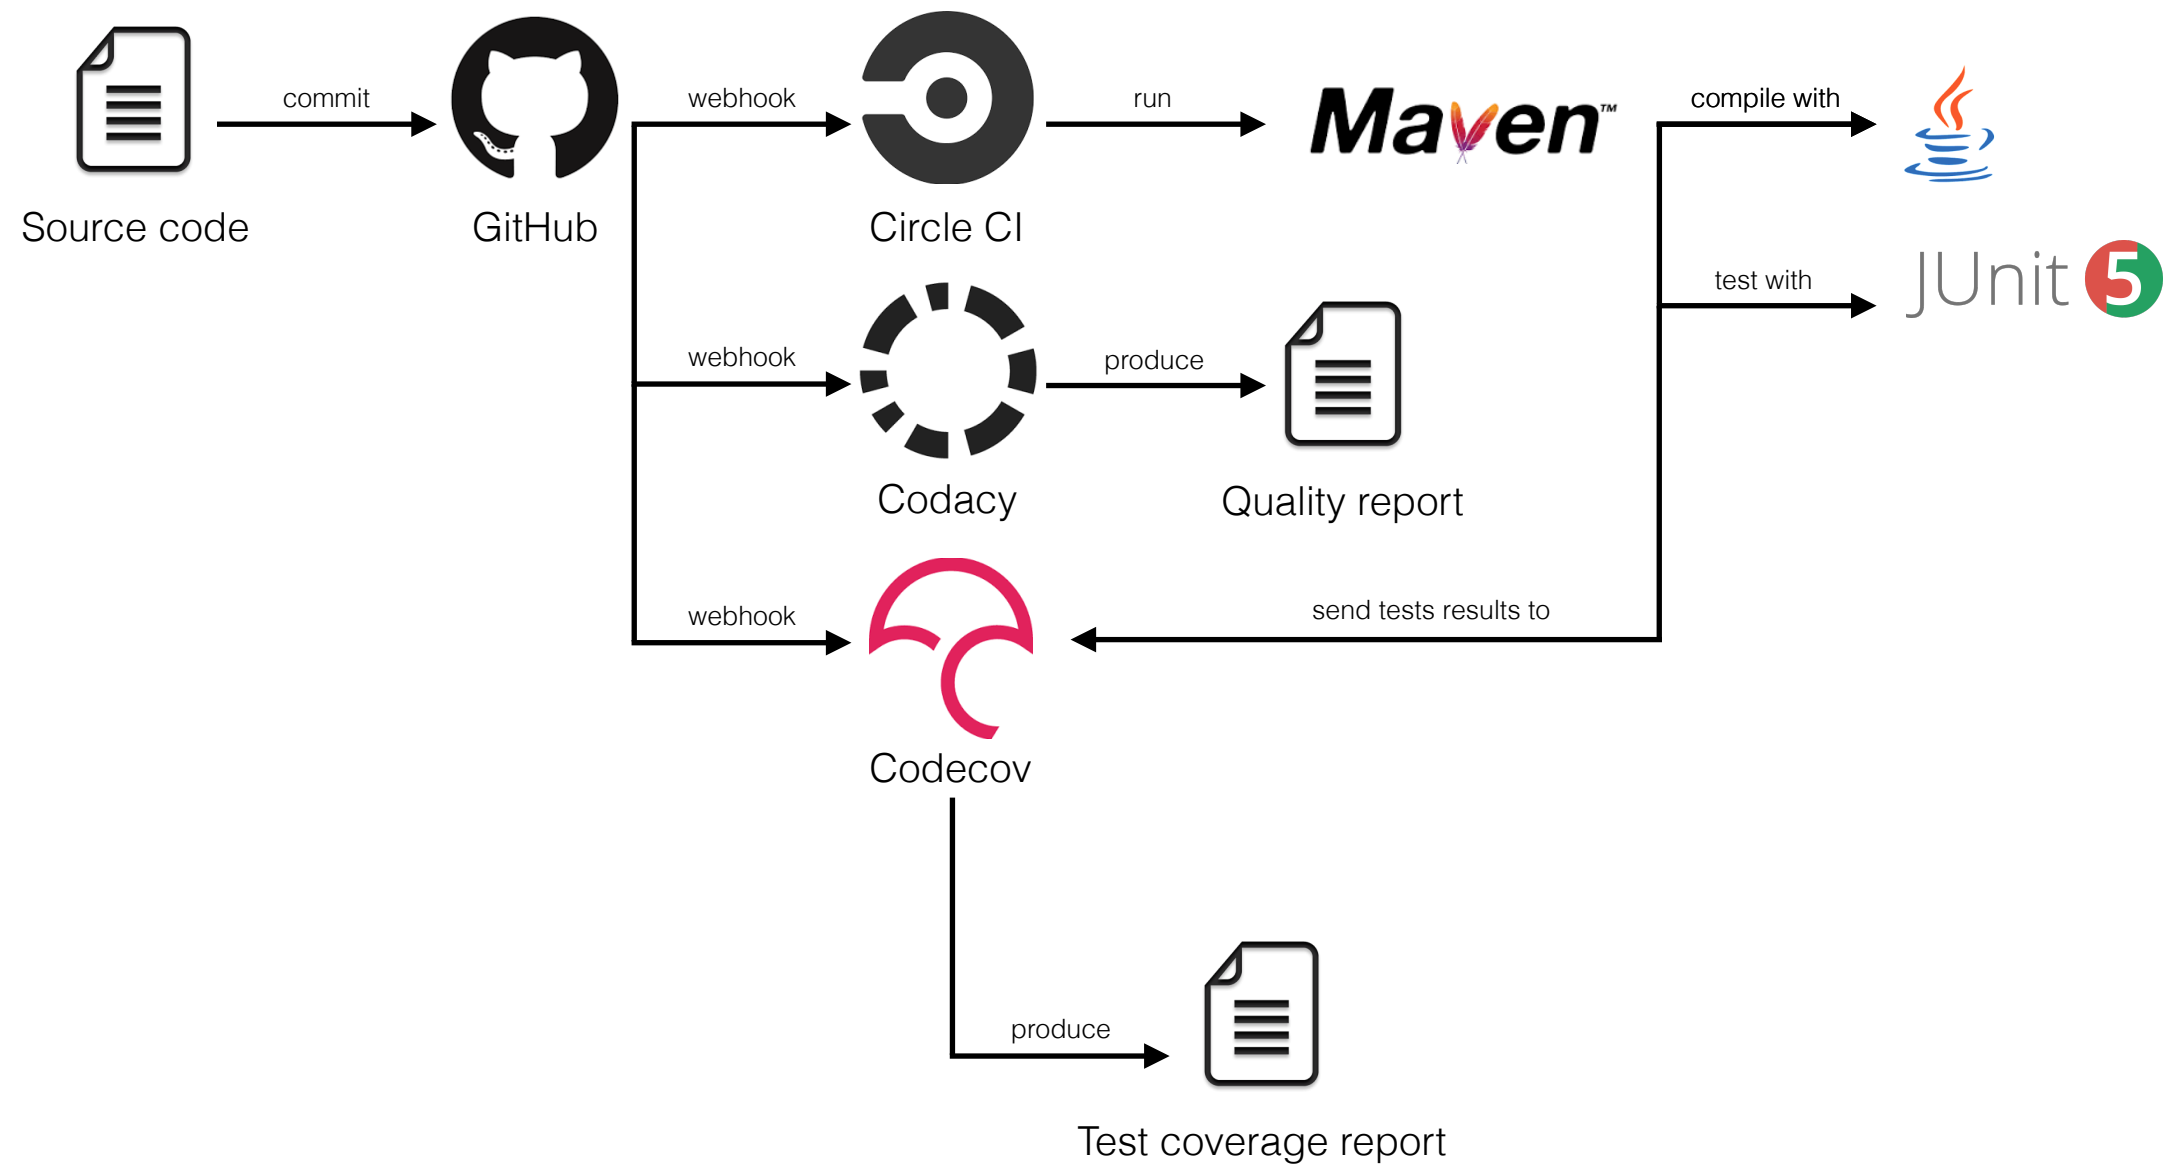 commit
webhook
run
Maven™
compile with
Source code
GitHub
Circle CI
test with
JUnit 5
webhook
produce
Codacy
Quality report
webhook
send tests results to
Codecov
produce
Test coverage report